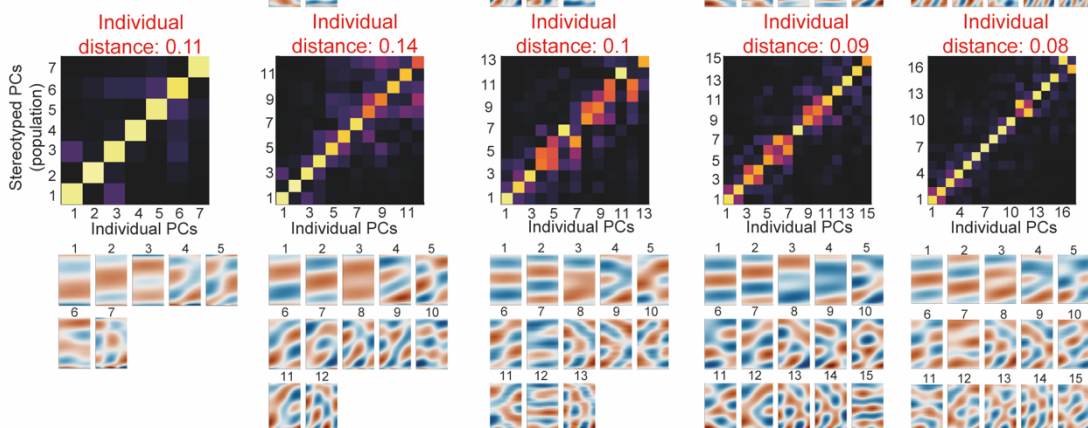 Individual
distance: 0.11
Individual
distance: 0.14
Individual
distance: 0.1
Individual
distance: 0.09
Individual
distance: 0.08
Stereotyped PCs
(population)
7
6
5
4
3
2
1
1 2 3 4 5 6 7
Individual PCs
11
9
7
5
3
1
1 3 5 7 9 11
Individual PCs
13
11
9
7
5
3
1
1 5 7 9 11 13
Individual PCs
15
13
11
9
7
5
3
1
1 3 5 7 9 11 13 15
Individual PCs
16
13
10
7
4
1
1 4 7 10 13 16
Individual PCs
1 2 3 4 5
6 7
1 2 3 4 5
6 7 8 9 10
11 12
1 2 3 4 5
6 7 8 9 10
11 12 13
1 2 3 4 5
6 7 8 9 10
11 12 13 14 15
1 2 3 4 5
6 7 8 9 10
11 12 13 14 15